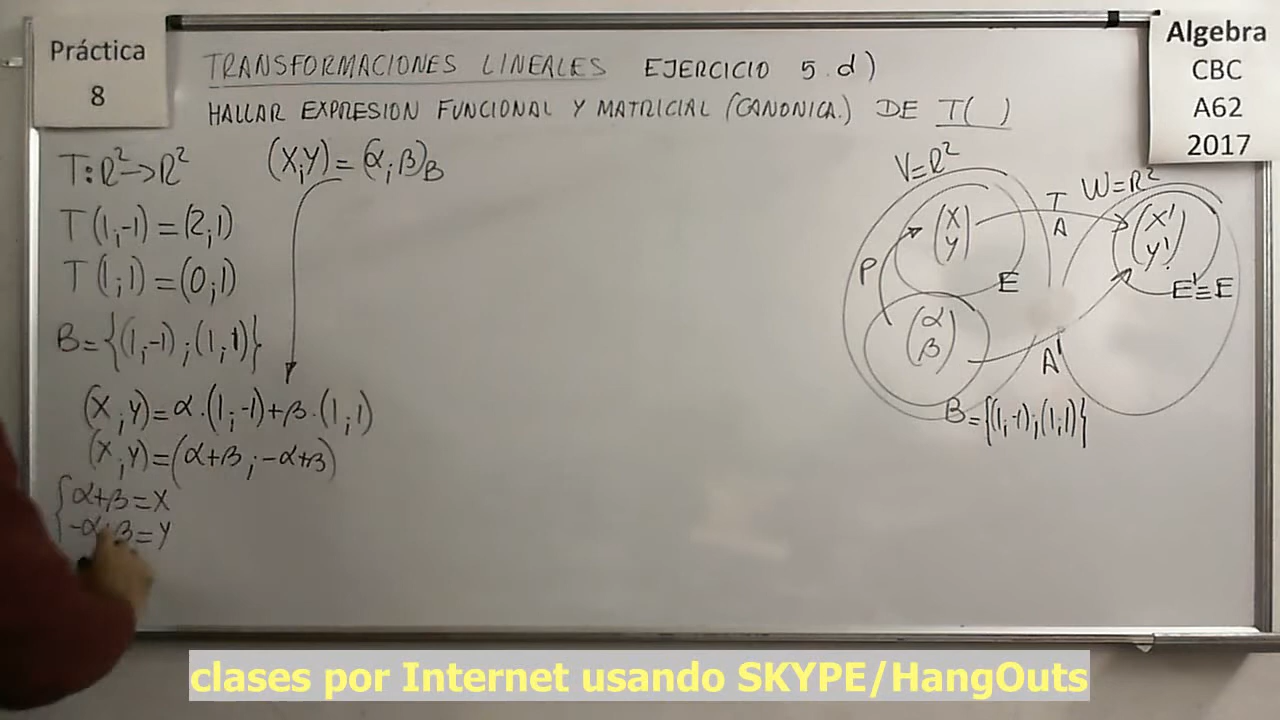 Práctica
8
TRANSFORMACIONES LINEALES EJERCICIO 5.d)
HALLAR EXPRESION FUNCIONAL Y MATRICIAL (CANONICA.) DE T( )
Algebra
CBC
A62
2017
T:R²→R²
(X;Y)=(α;β)B
T(1,-1)=(2,1)
T(1;1)=(0;1)
B={(1,-1);(1,1)}
(X,Y)=α.(1;-1)+β.(1;1)
(X,Y)=(α+β;-α+β)
α+β=X
-α+β=Y
V=R²
W=R²
T
A
(X
Y)
(X'
Y')
P
E
E'≡E
(α
β)
A'
B={(1,-1);(1;1)}
clases por Internet usando SKYPE/HangOuts